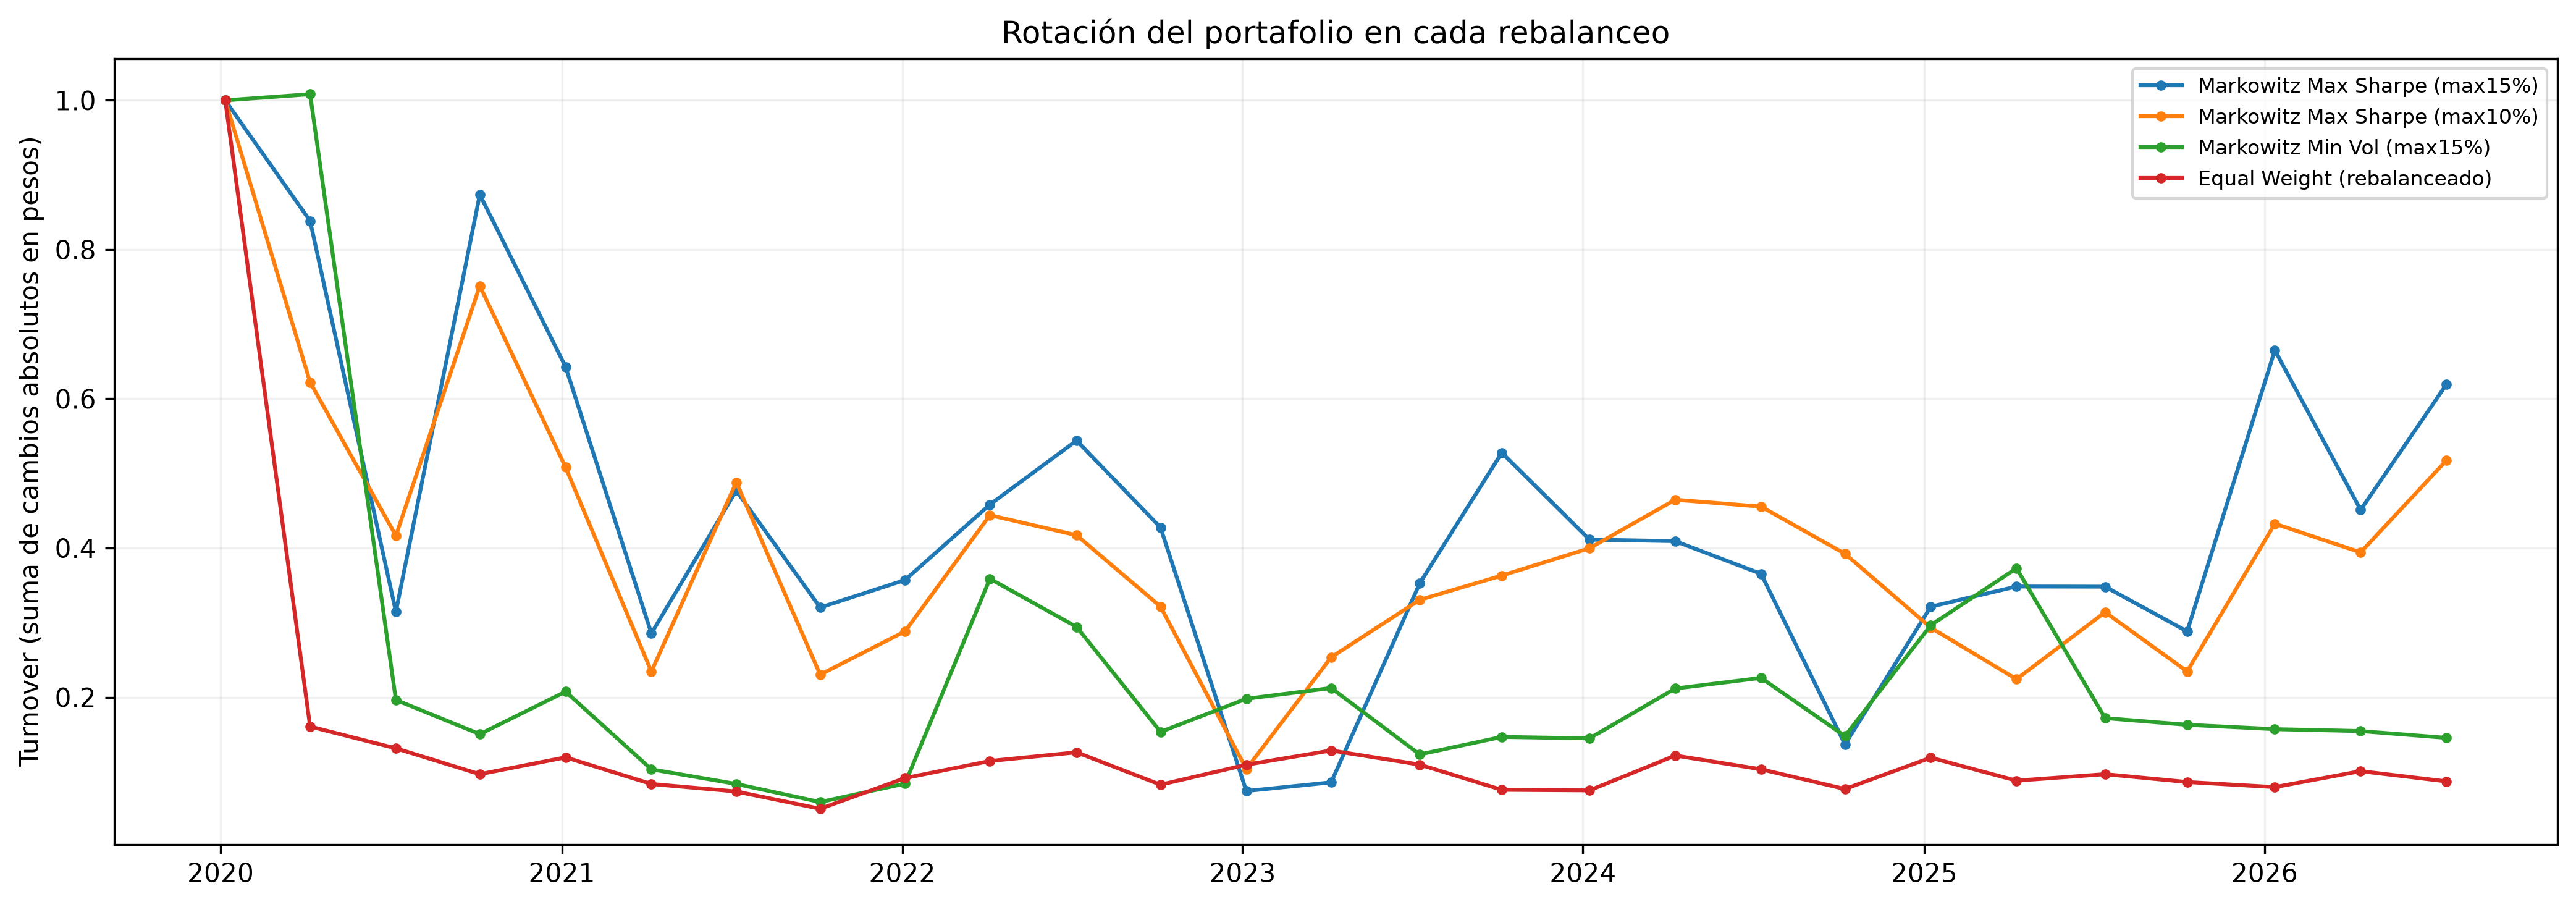 Rotación del portafolio en cada rebalanceo
Turnover (suma de cambios absolutos en pesos)
1.0
0.8
0.6
0.4
0.2
Markowitz Max Sharpe (max15%)
Markowitz Max Sharpe (max10%)
Markowitz Min Vol (max15%)
Equal Weight (rebalanceado)
2020
2021
2022
2023
2024
2025
2026